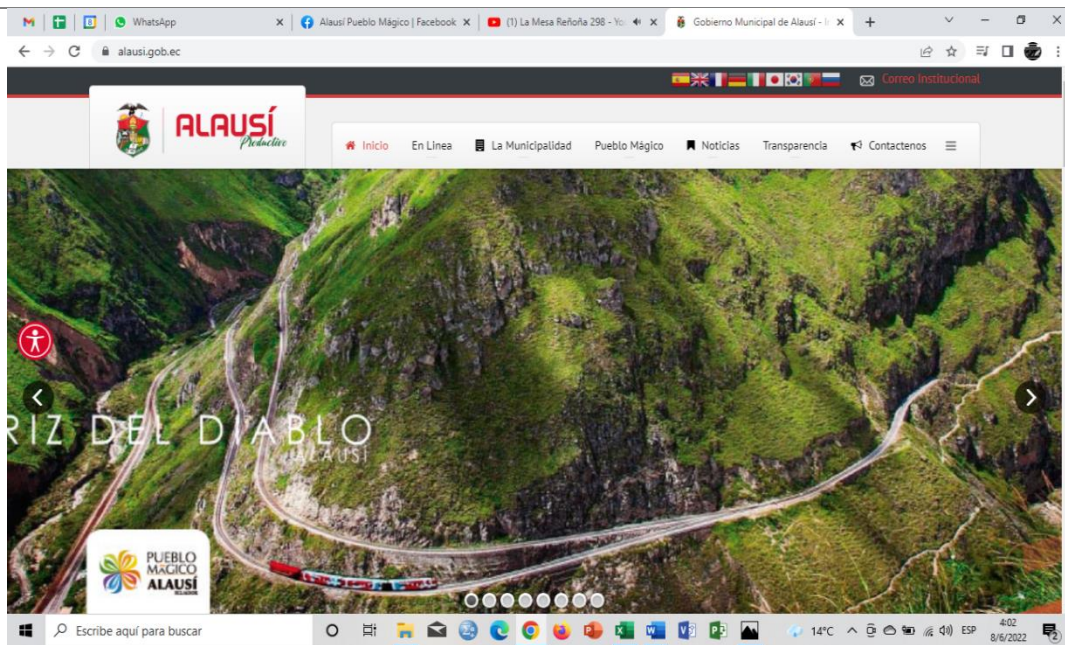 WhatsApp
Alausí Pueblo Mágico | Facebook
(1) La Mesa Reñoña 298 - Yo
Gobierno Municipal de Alausí - I
alausi.gob.ec
Correo Institucional
ALAUSÍ
Productivo
Inicio En Linea La Municipalidad Pueblo Mágico Noticias Transparencia Contactenos
RIZ DEL DIABLO
ALAUSÍ
PUEBLO
MÁGICO
ALAUSÍ
ECUADOR
Escribe aquí para buscar
14°C
ESP
4:02
8/6/2022
2